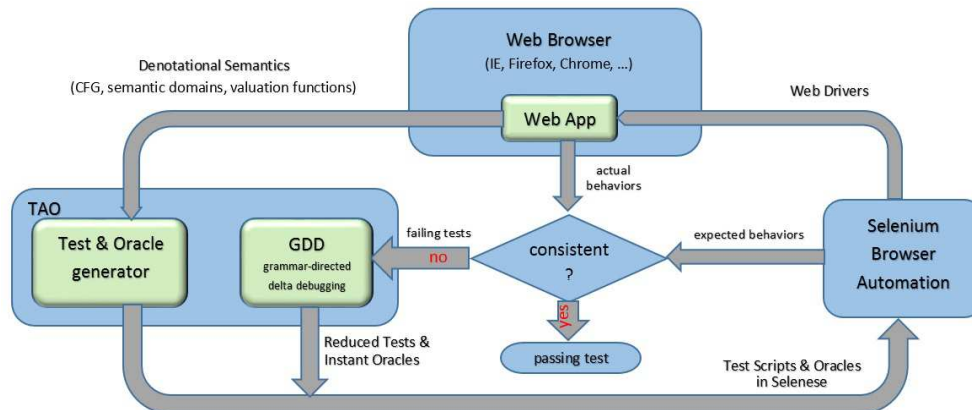 Web Browser
(IE, Firefox, Chrome, ...)
Web App
Denotational Semantics
(CFG, semantic domains, valuation functions)
Web Drivers
actual
behaviors
TAO
Test & Oracle
generator
GDD
grammar-directed
delta debugging
failing tests
no
consistent
?
expected behaviors
Selenium
Browser
Automation
yes
passing test
Reduced Tests &
Instant Oracles
Test Scripts & Oracles
in Selenese